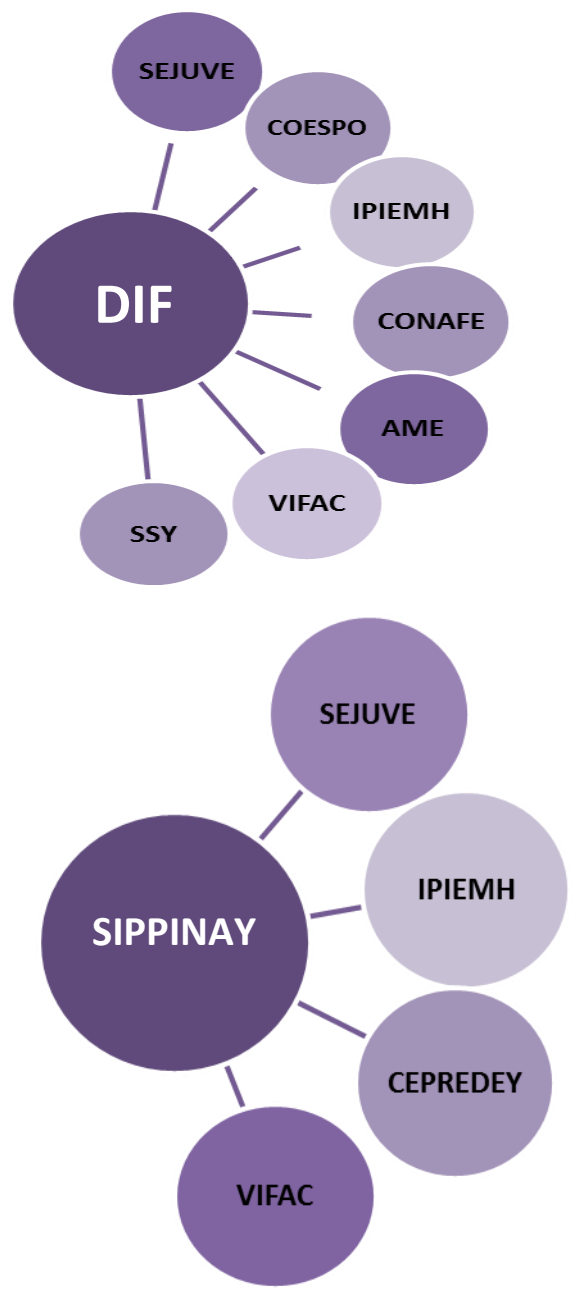 SEJUVE
COESPO
IPIEMH
DIF
CONAFE
AME
VIFAC
SSY
SEJUVE
IPIEMH
SIPPINAY
CEPREDEY
VIFAC